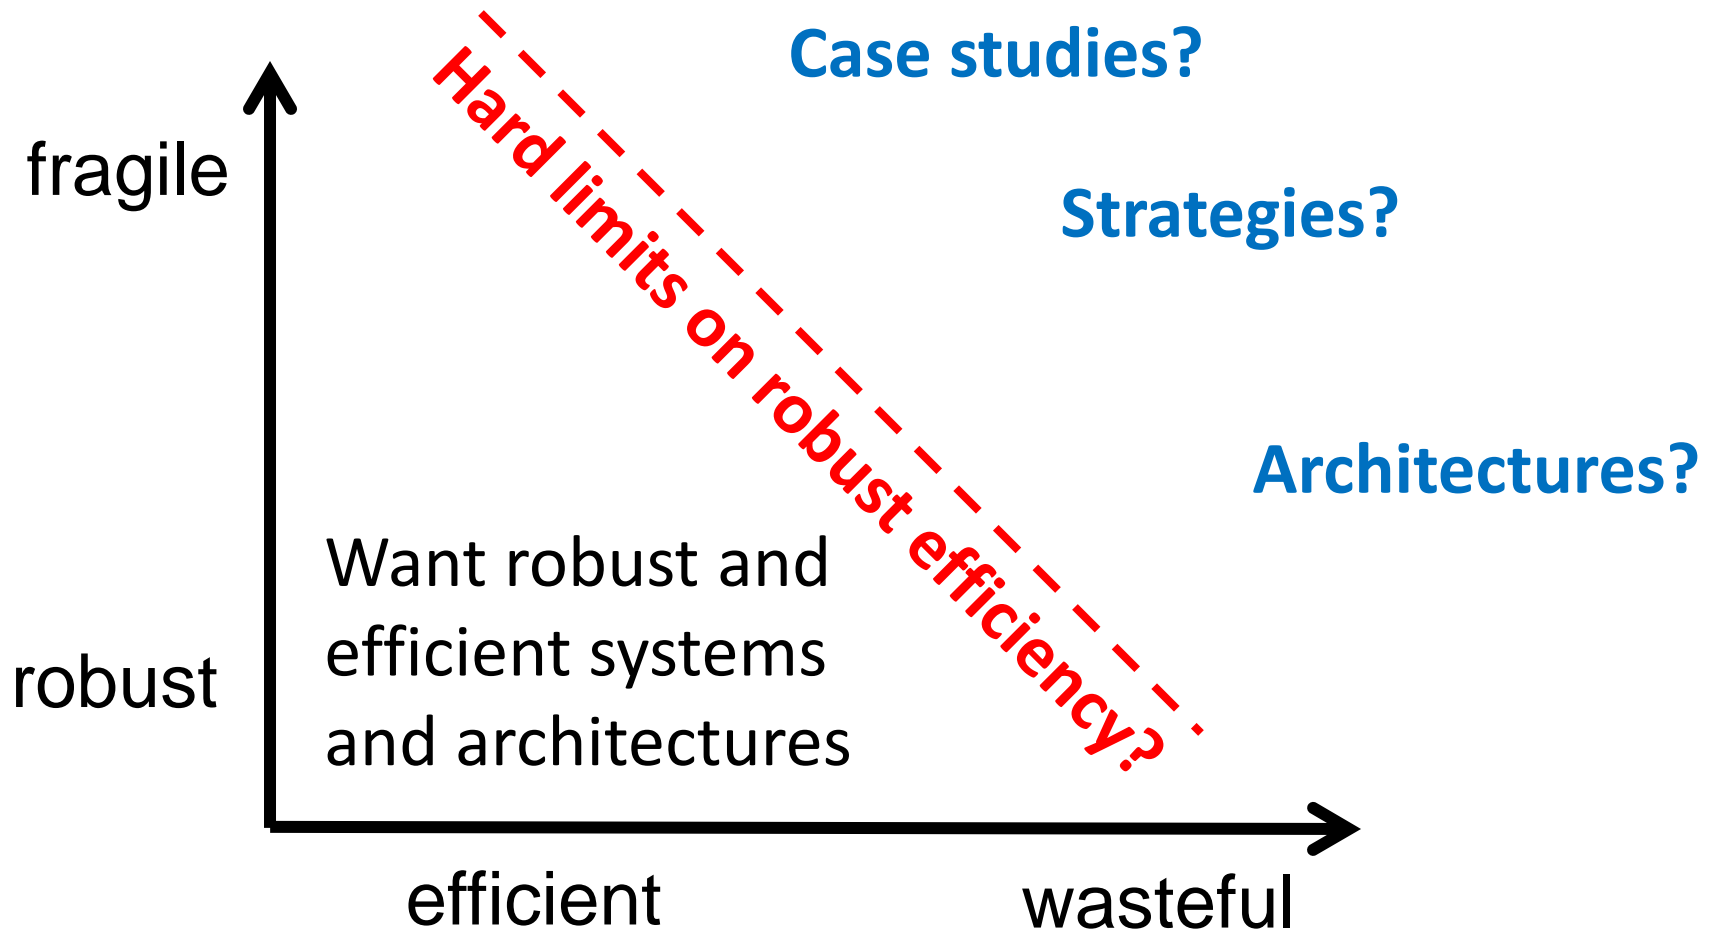 Case studies?
fragile
Hard limits on robust efficiency?
Strategies?
Architectures?
Want robust and
efficient systems
and architectures
robust
efficient
wasteful